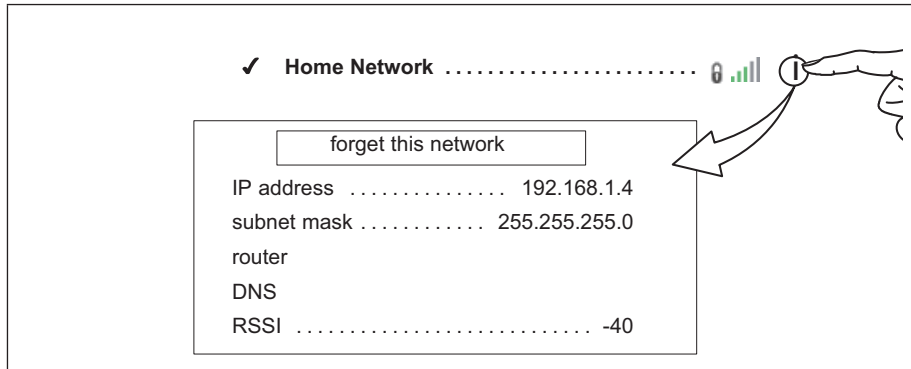 ✔ Home Network ........................ i
forget this network
IP address ............... 192.168.1.4
subnet mask ............ 255.255.255.0
router
DNS
RSSI ............................ -40